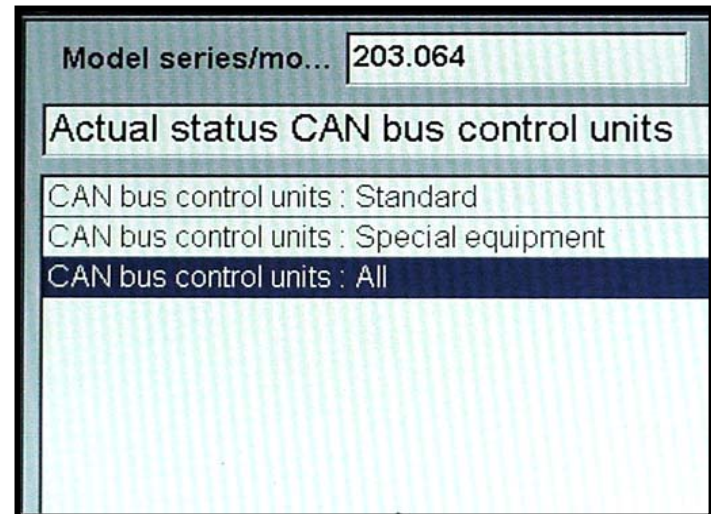 Model series/mo... 203.064
Actual status CAN bus control units
CAN bus control units : Standard
CAN bus control units : Special equipment
CAN bus control units : All